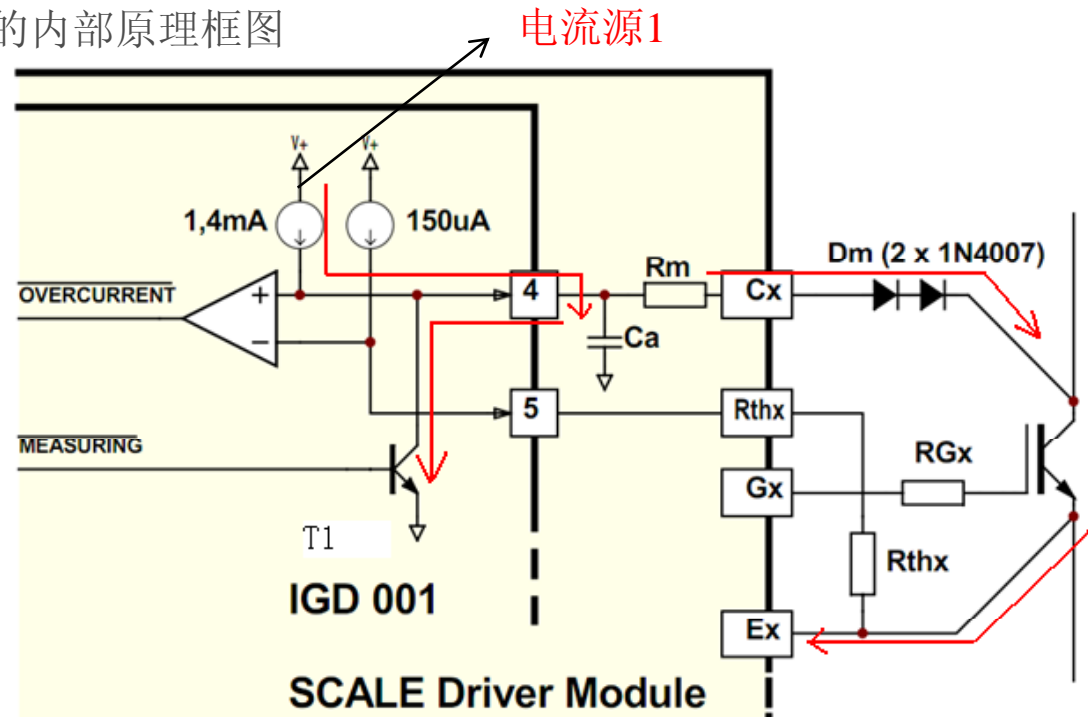 的内部原理框图
电流源1
V+
V+
1,4mA
150uA
Dm (2 x 1N4007)
Rm
OVERCURRENT
+
4
Cx
−
Ca
5
Rthx
MEASURING
RGx
Gx
T1
Rthx
IGD 001
Ex
SCALE Driver Module